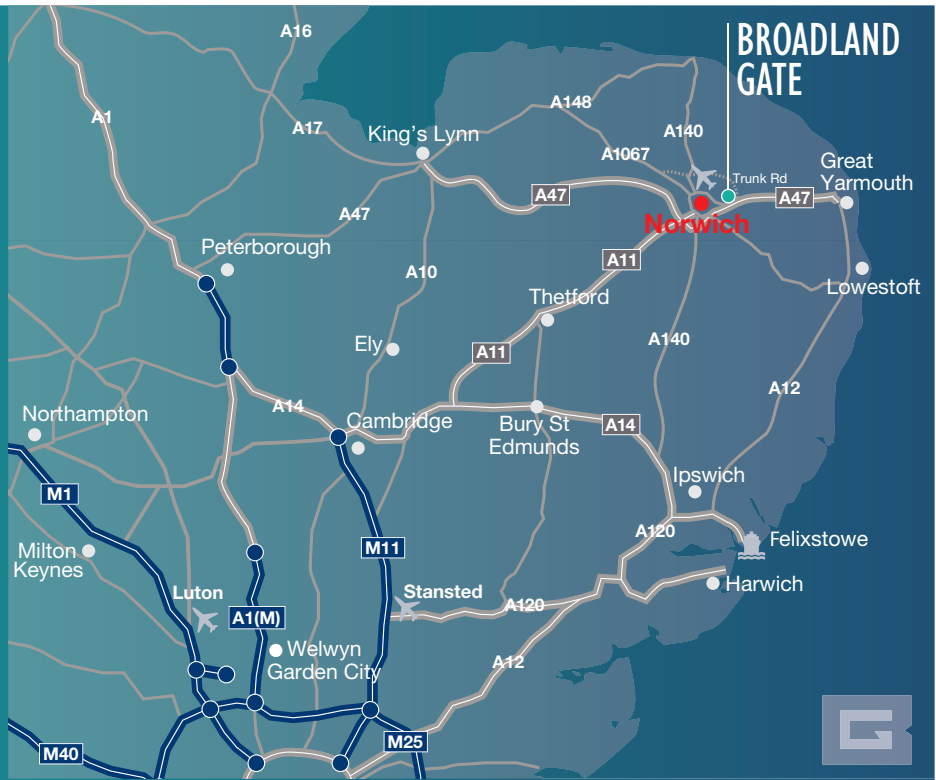 A16
BROADLAND
GATE
A1
A148
A17
King's Lynn
A140
A1067
Great
Yarmouth
Trunk Rd
A47
A47
A47
Norwich
Peterborough
A11
A10
Lowestoft
Thetford
Ely
A11
A140
A12
A14
Northampton
Cambridge
Bury St
Edmunds
A14
Ipswich
M1
A120
Felixstowe
Milton
Keynes
M11
Harwich
Luton
Stansted
A120
A1(M)
Welwyn
Garden City
A12
M25
M40